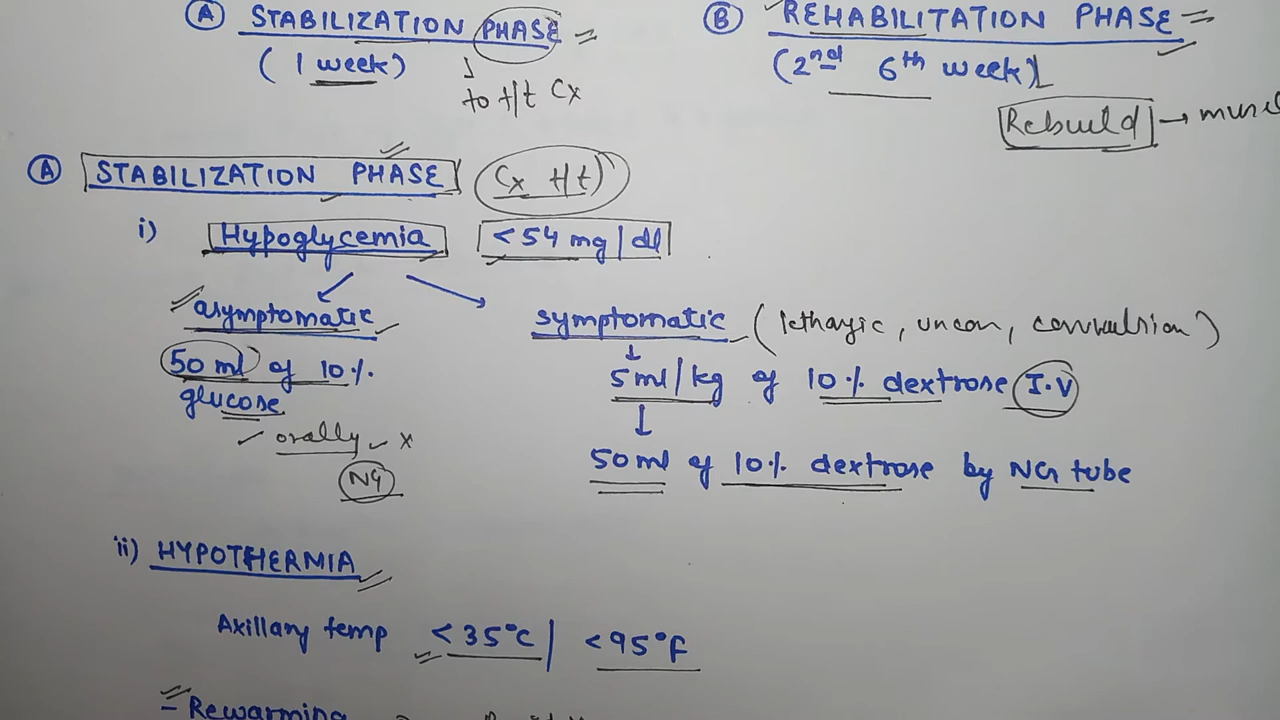 A STABILIZATION PHASE
(1 week)
to t/t Cx
B REHABILITATION PHASE
(2nd 6th week)
Rebuild →
A STABILIZATION PHASE (Cx t/t)
i) Hypoglycemia <54 mg/dl
asymptomatic
50 ml of 10%.
glucose
orally x
NG
symptomatic (lethargic, uncon, convulsion)
5ml/kg of 10% dextrose I.V
50ml of 10% dextrose by NG tube
ii) HYPOTHERMIA
Axillary temp <35°C | <95°F
- Rewarming